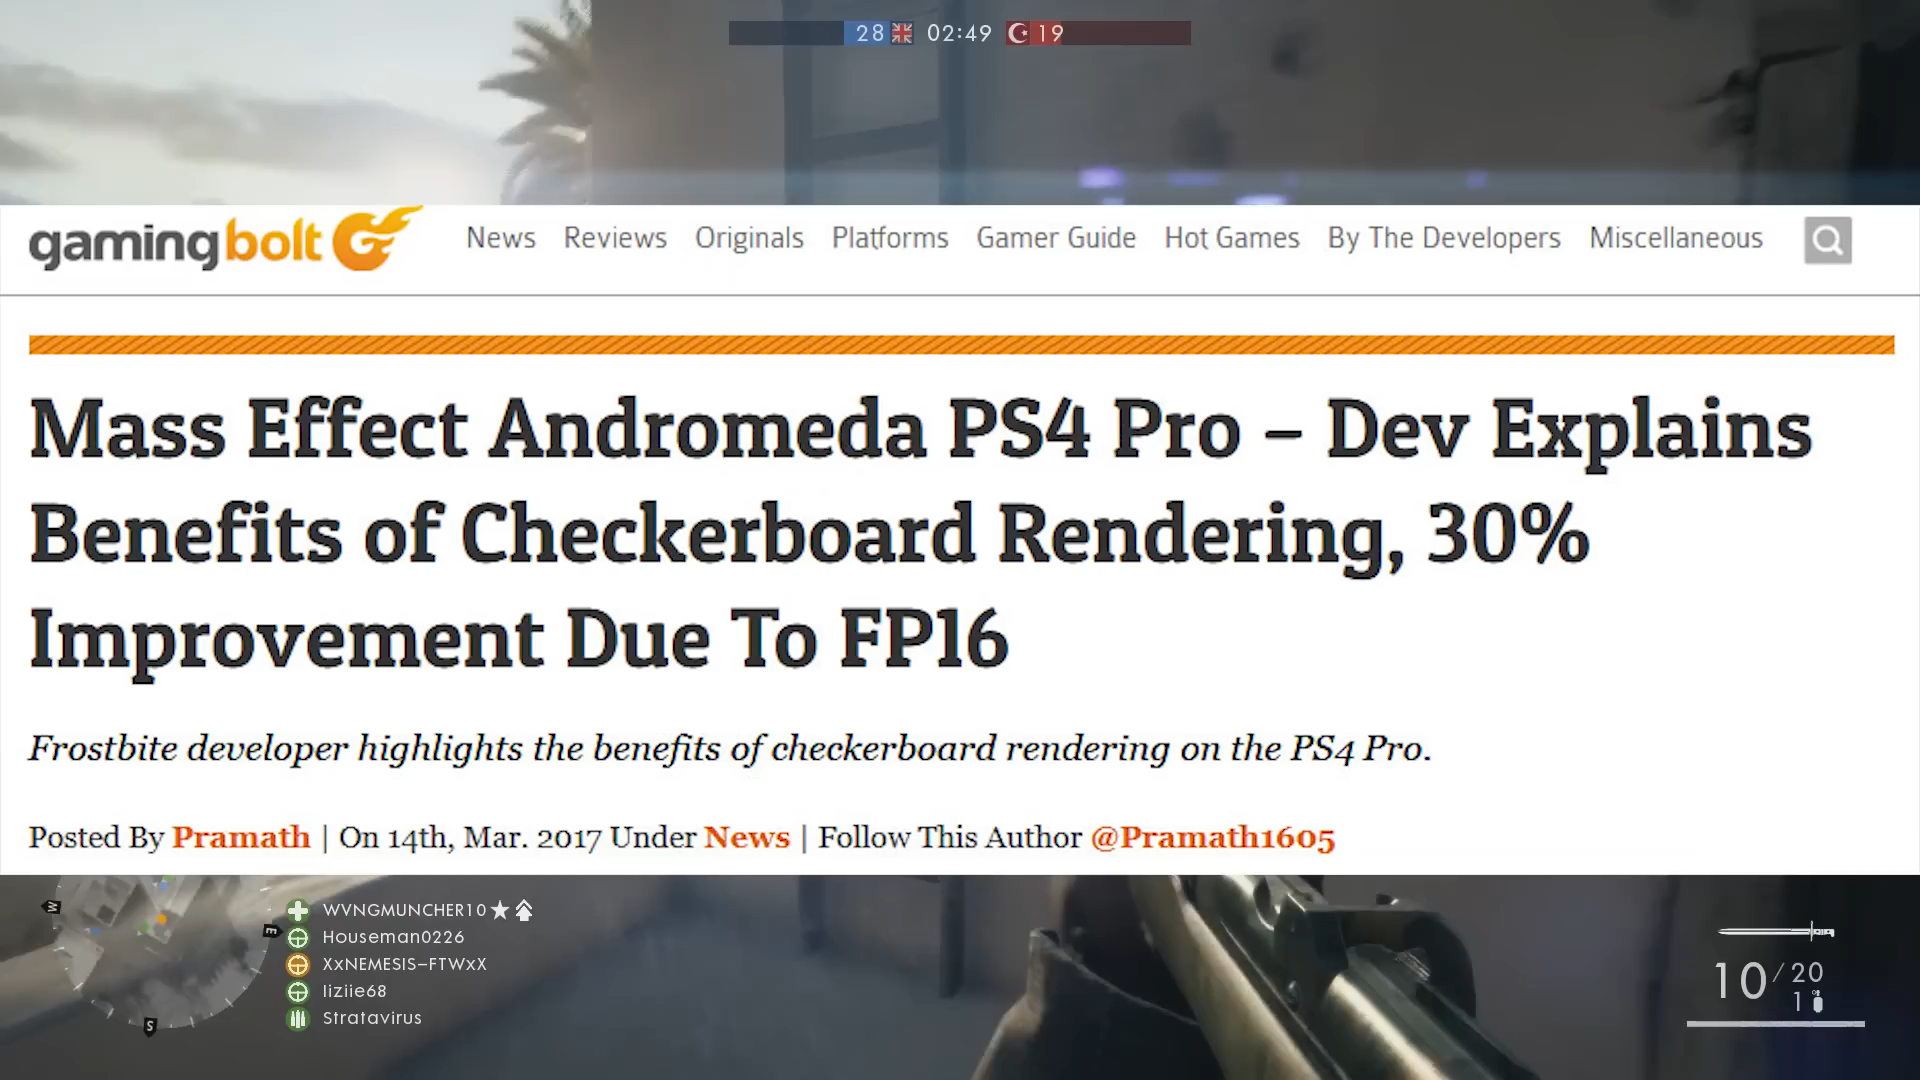 28 02:49 19
gamingbolt News Reviews Originals Platforms Gamer Guide Hot Games By The Developers Miscellaneous
Mass Effect Andromeda PS4 Pro – Dev Explains
Benefits of Checkerboard Rendering, 30%
Improvement Due To FP16
Frostbite developer highlights the benefits of checkerboard rendering on the PS4 Pro.
Posted By Pramath | On 14th, Mar. 2017 Under News | Follow This Author @Pramath1605
W
E
S
WVNGMUNCHER10
Houseman0226
XxNEMESIS-FTWxX
liziie68
Stratavirus
10/20
1